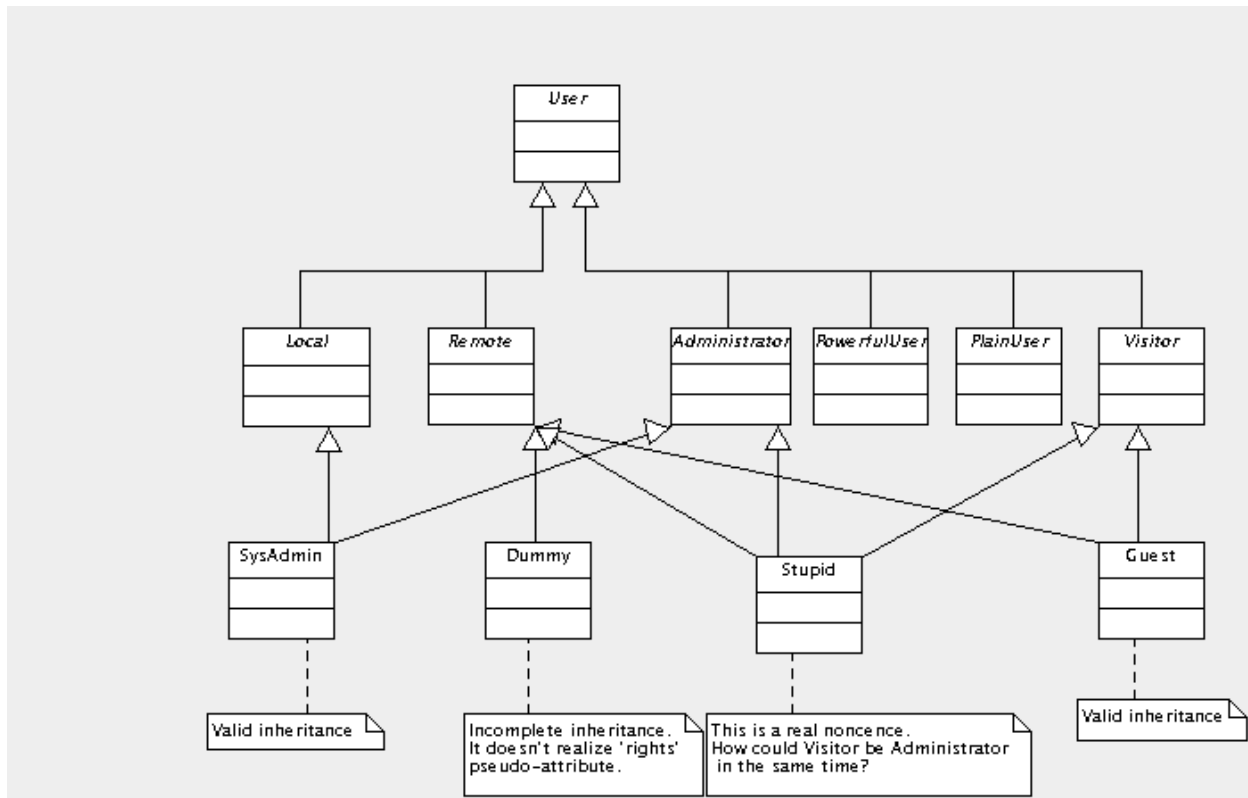 User
Local
Remote
Administrator
PowerfulUser
PlainUser
Visitor
SysAdmin
Dummy
Stupid
Guest
Valid inheritance
Incomplete inheritance.
It doesn't realize 'rights'
pseudo-attribute.
This is a real noncence.
How could Visitor be Administrator
in the same time?
Valid inheritance